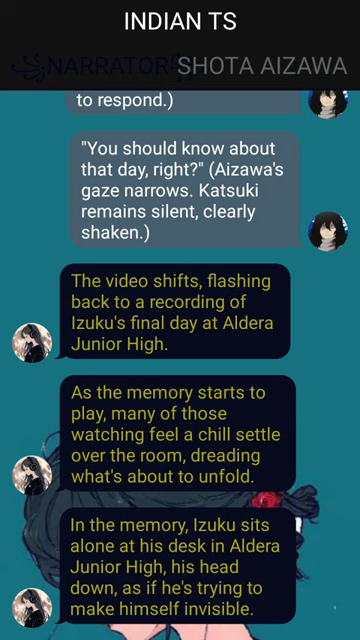 INDIAN TS
NARRATOR
SHOTA AIZAWA
to respond.)
"You should know about
that day, right?" (Aizawa's
gaze narrows. Katsuki
remains silent, clearly
shaken.)
The video shifts, flashing
back to a recording of
Izuku's final day at Aldera
Junior High.
As the memory starts to
play, many of those
watching feel a chill settle
over the room, dreading
what's about to unfold.
In the memory, Izuku sits
alone at his desk in Aldera
Junior High, his head
down, as if he's trying to
make himself invisible.